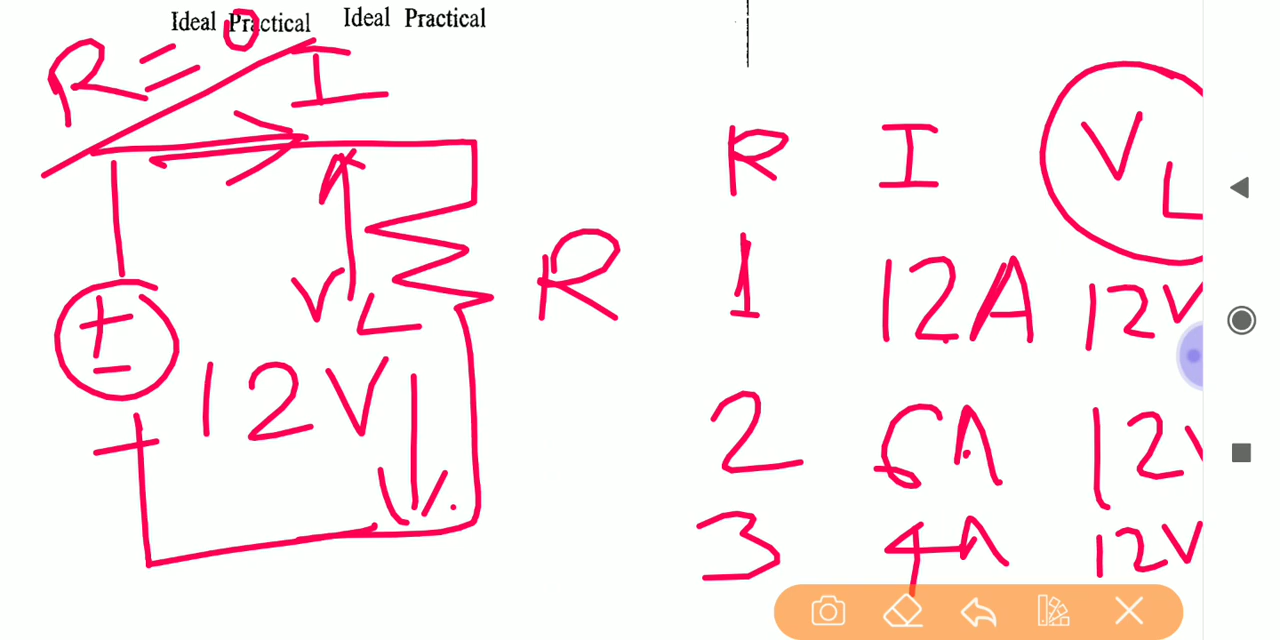 Ideal Practical Ideal Practical
R = 0
I
R I VL
1 12A 12V
VL
R
12V
2 6A 12V
3 4A 12V